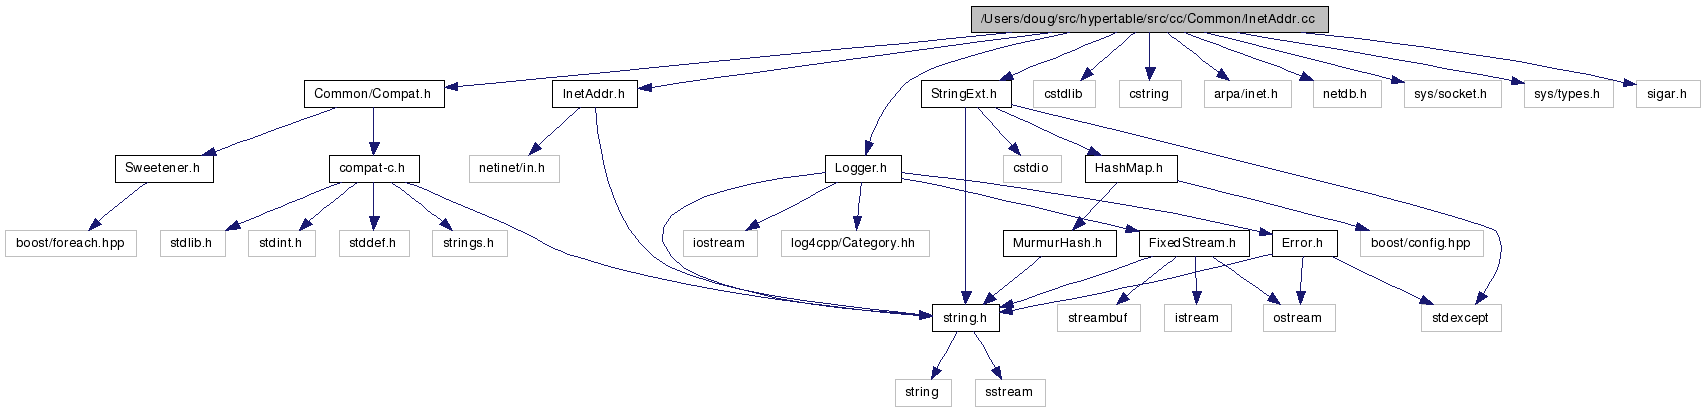 /Users/doug/src/hypertable/src/cc/Common/InetAddr.cc
Common/Compat.h
InetAddr.h
StringExt.h
cstdlib
cstring
arpa/inet.h
netdb.h
sys/socket.h
sys/types.h
sigar.h
Sweetener.h
compat-c.h
netinet/in.h
Logger.h
cstdio
HashMap.h
boost/foreach.hpp
stdlib.h
stdint.h
stddef.h
strings.h
iostream
log4cpp/Category.hh
MurmurHash.h
FixedStream.h
Error.h
boost/config.hpp
string.h
streambuf
istream
ostream
stdexcept
string
sstream